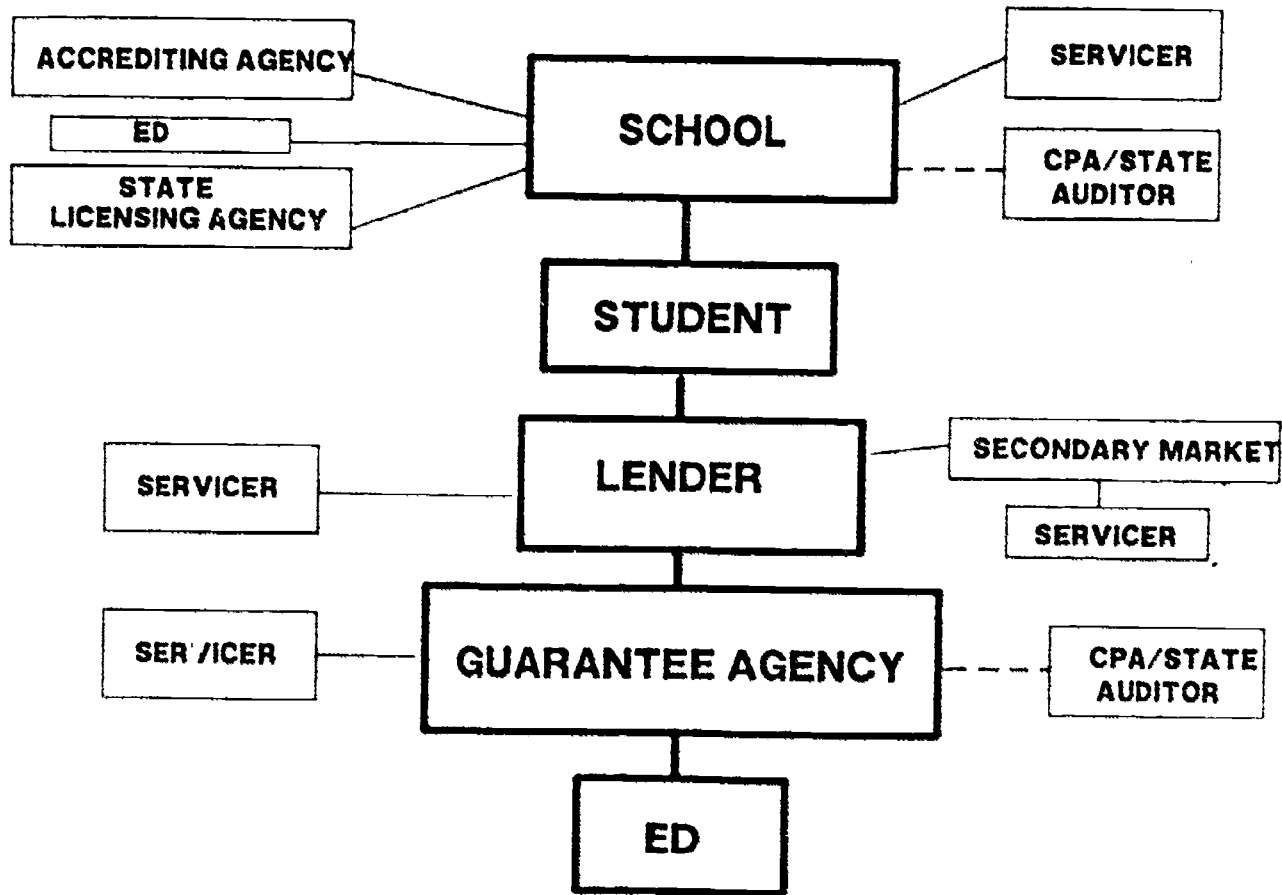 ACCREDITING AGENCY
ED
STATE
LICENSING AGENCY
SCHOOL
SERVICER
CPA/STATE
AUDITOR
STUDENT
SERVICER
LENDER
SECONDARY MARKET
SERVICER
SER'/ICER
GUARANTEE AGENCY
CPA/STATE
AUDITOR
ED